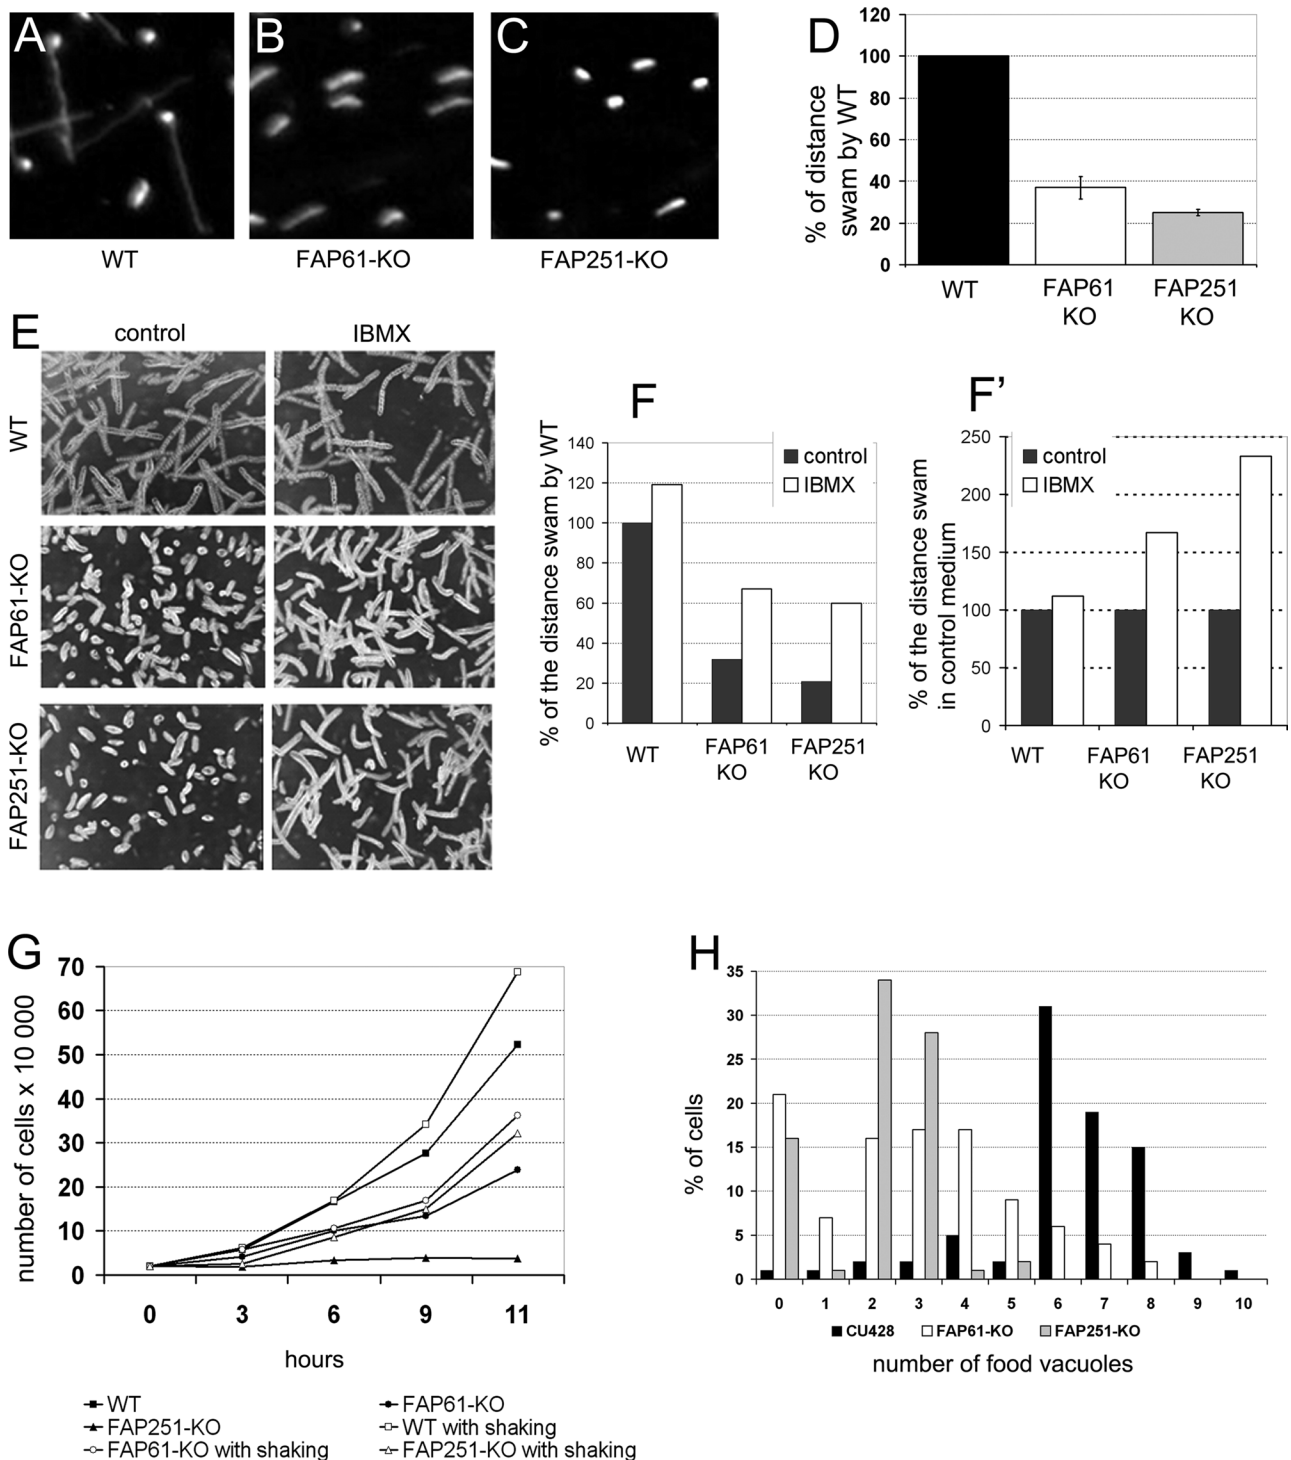 A
B
C
WT
FAP61-KO
FAP251-KO
D
% of distance
swam by WT
120
100
80
60
40
20
0
WT
FAP61
KO
FAP251
KO
E
control
IBMX
WT
FAP61-KO
FAP251-KO
F
% of the distance swam by WT
140
120
100
80
60
40
20
0
control
IBMX
WT
FAP61
KO
FAP251
KO
F’
% of the distance swam
in control medium
250
200
150
100
50
0
control
IBMX
WT
FAP61
KO
FAP251
KO
G
number of cells x 10 000
70
60
50
40
30
20
10
0
0 3 6 9 11
hours
WT
FAP61-KO
FAP251-KO
WT with shaking
FAP61-KO with shaking
FAP251-KO with shaking
H
% of cells
35
30
25
20
15
10
5
0
0 1 2 3 4 5 6 7 8 9 10
CU428 FAP61-KO FAP251-KO
number of food vacuoles